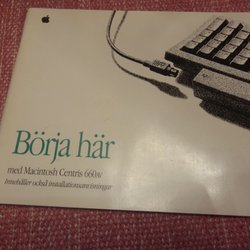 Börja här
med Macintosh Centris 660AV
Innehåller också installationsanvisningar